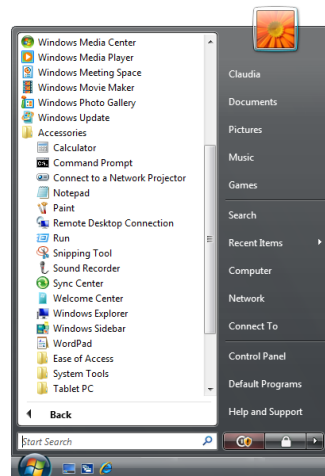 Windows Media Center
Windows Media Player
Windows Meeting Space
Windows Movie Maker
Windows Photo Gallery
Windows Update
Accessories
Calculator
Command Prompt
Connect to a Network Projector
Notepad
Paint
Remote Desktop Connection
Run
Snipping Tool
Sound Recorder
Sync Center
Welcome Center
Windows Explorer
Windows Sidebar
WordPad
Ease of Access
System Tools
Tablet PC
Back
Start Search
Claudia
Documents
Pictures
Music
Games
Search
Recent Items
Computer
Network
Connect To
Control Panel
Default Programs
Help and Support